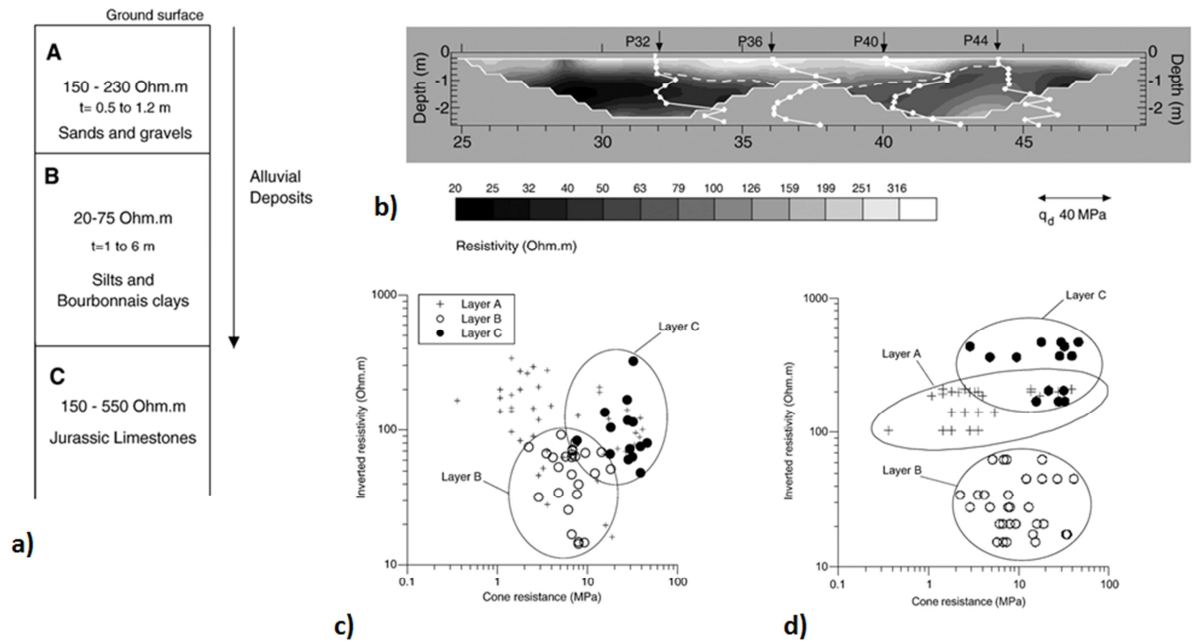 Ground surface
A
150 - 230 Ohm.m
t= 0.5 to 1.2 m
Sands and gravels
B
20-75 Ohm.m
t=1 to 6 m
Silts and
Bourbonnais clays
C
150 - 550 Ohm.m
Jurassic Limestones
Alluvial
Deposits
a)
P32
P36
P40
P44
0
-1
-2
Depth (m)
0
-1
-2
Depth (m)
25
30
35
40
45
20 25 32 40 50 63 79 100 126 159 199 251 316
Resistivity (Ohm.m)
qd 40 MPa
b)
1000
100
10
Inverted resistivity (Ohm.m)
Layer A
Layer B
Layer C
Layer C
Layer B
0.1 1 10 100
Cone resistance (MPa)
c)
1000
100
10
Inverted resistivity (Ohm.m)
Layer C
Layer A
Layer B
0.1 1 10 100
Cone resistance (MPa)
d)